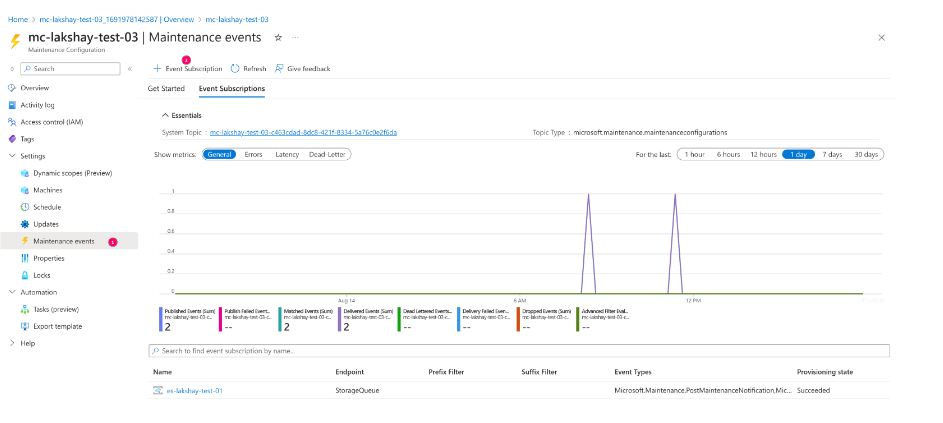 Home > mc-lakshay-test-03_1691978142587 | Overview > mc-lakshay-test-03
mc-lakshay-test-03 | Maintenance events
Maintenance Configuration
Search
Overview
Activity log
Access control (IAM)
Tags
Settings
Dynamic scopes (Preview)
Machines
Schedule
Updates
Maintenance events 1
Properties
Locks
Automation
Tasks (preview)
Export template
Help
Event Subscription Refresh Give feedback
Get Started Event Subscriptions
Essentials
System Topic : mc-lakshay-test-03-c463cdad-8dc8-421f-8334-5a76c0e2f6da Topic Type : microsoft.maintenance.maintenanceconfigurations
Show metrics: General Errors Latency Dead-Letter For the last: 1 hour 6 hours 12 hours 1 day 7 days 30 days
1
0.8
0.6
0.4
0.2
0
Aug 14 6 AM 12 PM
Published Events (Sum) Publish Failed Event... Matched Events (Sum) Delivered Events (Sum) Dead Lettered Events... Delivery Failed Even... Dropped Events (Sum) Advanced Filter Eval...
mc-lakshay-test-03-c... mc-lakshay-test-03-c... mc-lakshay-test-03-c... mc-lakshay-test-03-c... mc-lakshay-test-03-c... mc-lakshay-test-03-c... mc-lakshay-test-03-c... mc-lakshay-test-03-c...
2 -- 2 2 -- -- -- --
Search to find event subscription by name...
Name Endpoint Prefix Filter Suffix Filter Event Types Provisioning state
es-lakshay-test-01 StorageQueue Microsoft.Maintenance.PostMaintenanceNotification,Mic... Succeeded